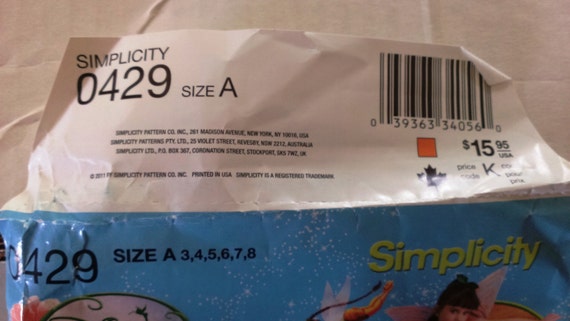 SIMPLICITY
0429 SIZE A
SIMPLICITY PATTERN CO. INC., 261 MADISON AVENUE, NEW YORK, NY 10016, USA
SIMPLICITY PATTERNS PTY. LTD., 25 VIOLET STREET, REVESBY, NSW 2212, AUSTRALIA
SIMPLICITY LTD., P.O. BOX 367, CORONATION STREET, STOCKPORT, SK5 7WZ, UK
© 2011 BY SIMPLICITY PATTERN CO. INC. PRINTED IN USA SIMPLICITY IS A REGISTERED TRADEMARK
0 39363 34056 0
$15.95 USA
price code K
prix
0429 SIZE A 3,4,5,6,7,8
Simplicity